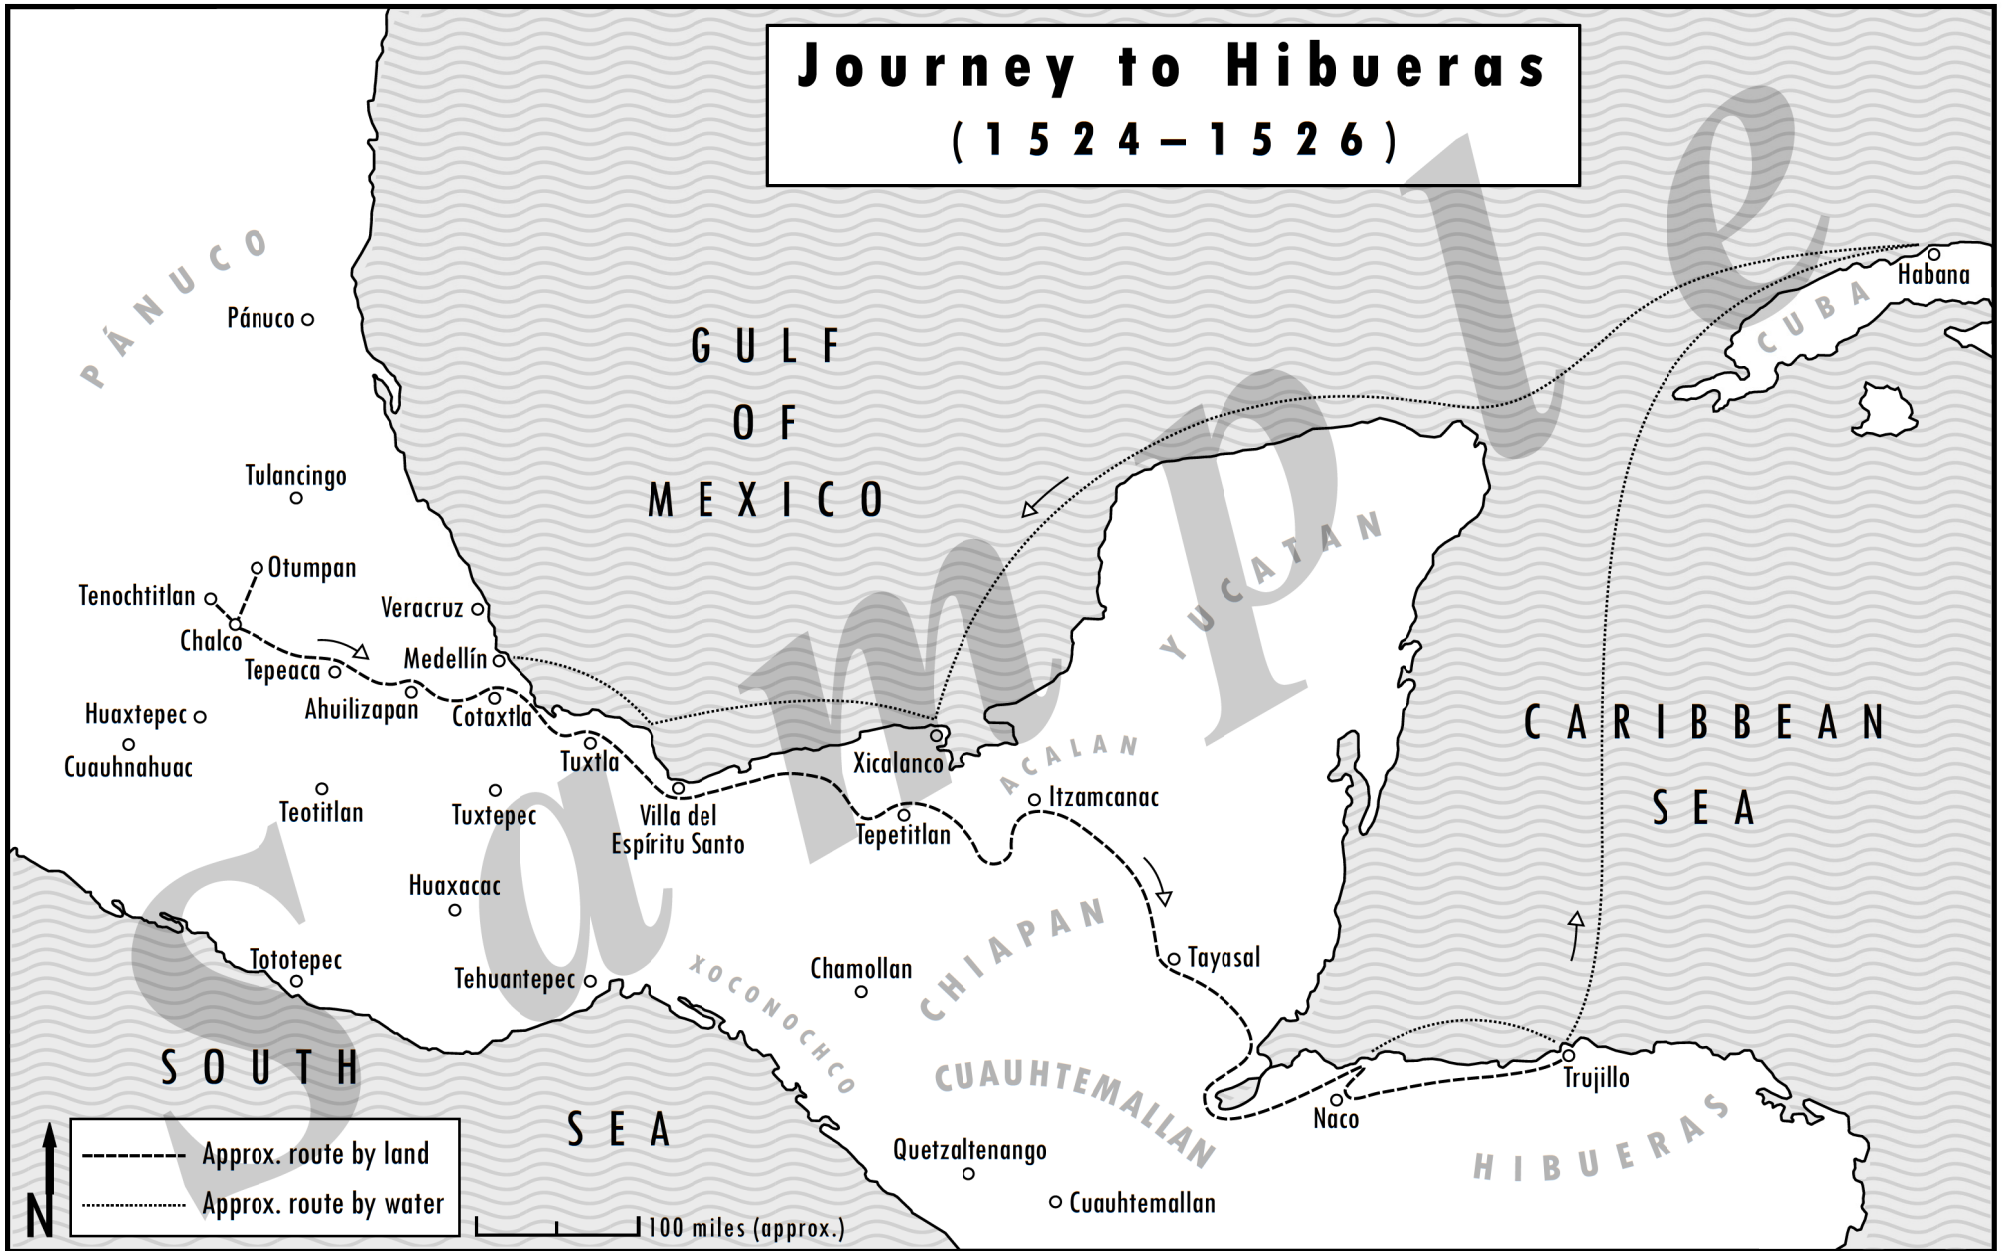 Journey to Hibueras
(1524–1526)
PÁNUCO
Pánuco
GULF
OF
MEXICO
Habana
CUBA
Tulancingo
Otumpan
Tenochtitlan
Chalco
Veracruz
Medellín
Tepeaca
Ahuilizapan
Cotaxtla
Huaxtepec
Cuauhnahuac
Tuxtla
Teotitlan
Tuxtepec
Villa del
Espíritu Santo
Xicalanco
Tepetitlan
YUCATAN
ACALAN
Itzamcanac
CARIBBEAN
SEA
Huaxacac
Tototepec
Tehuantepec
XOCONOCHCO
Chamollan
CHIAPAN
Tayasal
CUAUHTEMALLAN
Quetzaltenango
Cuauhtemallan
Naco
Trujillo
HIBUERAS
SOUTH
SEA
N
Approx. route by land
Approx. route by water
100 miles (approx.)
Sample